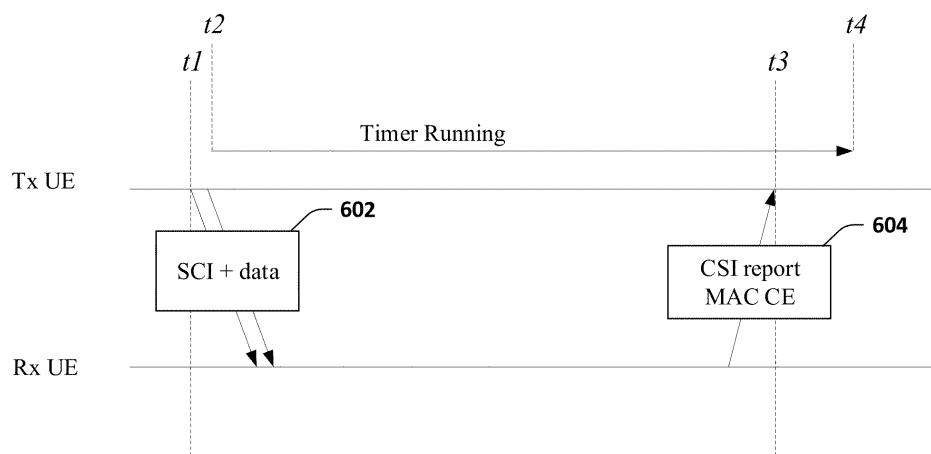 t2
t4
t1
t3
Timer Running
Tx UE
602
604
SCI + data
CSI report
MAC CE
Rx UE